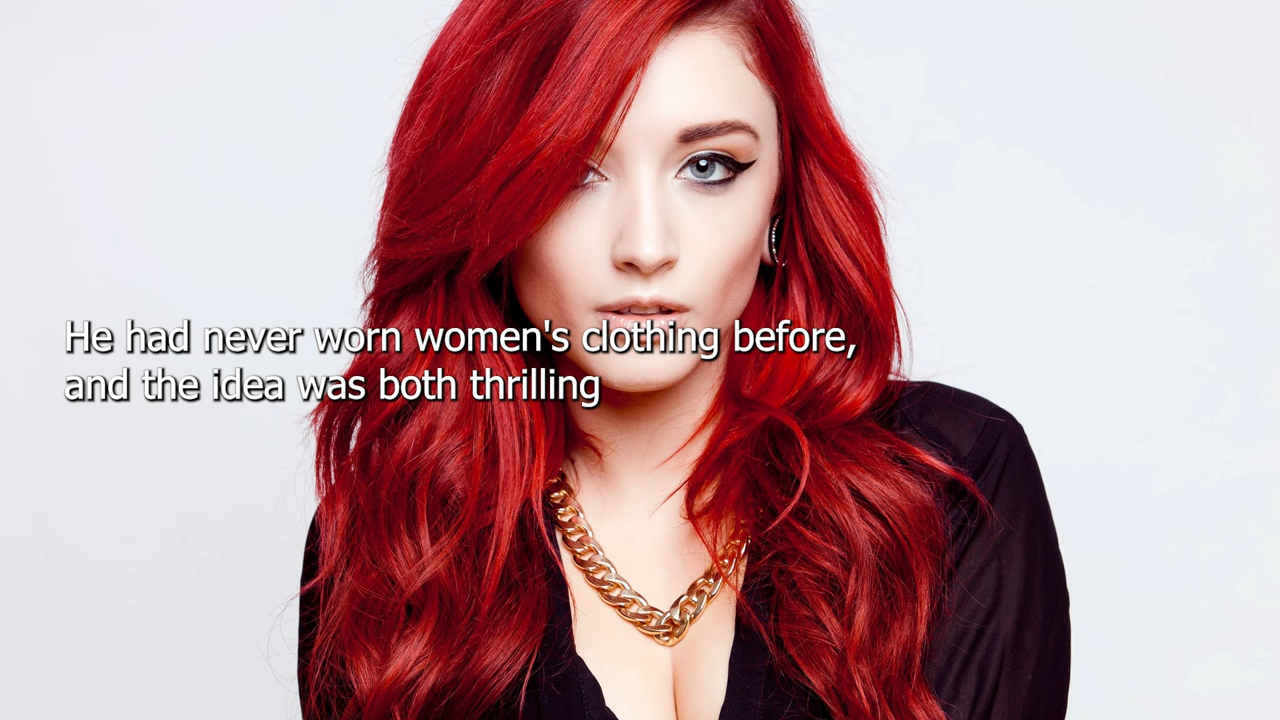 He had never worn women's clothing before,
and the idea was both thrilling